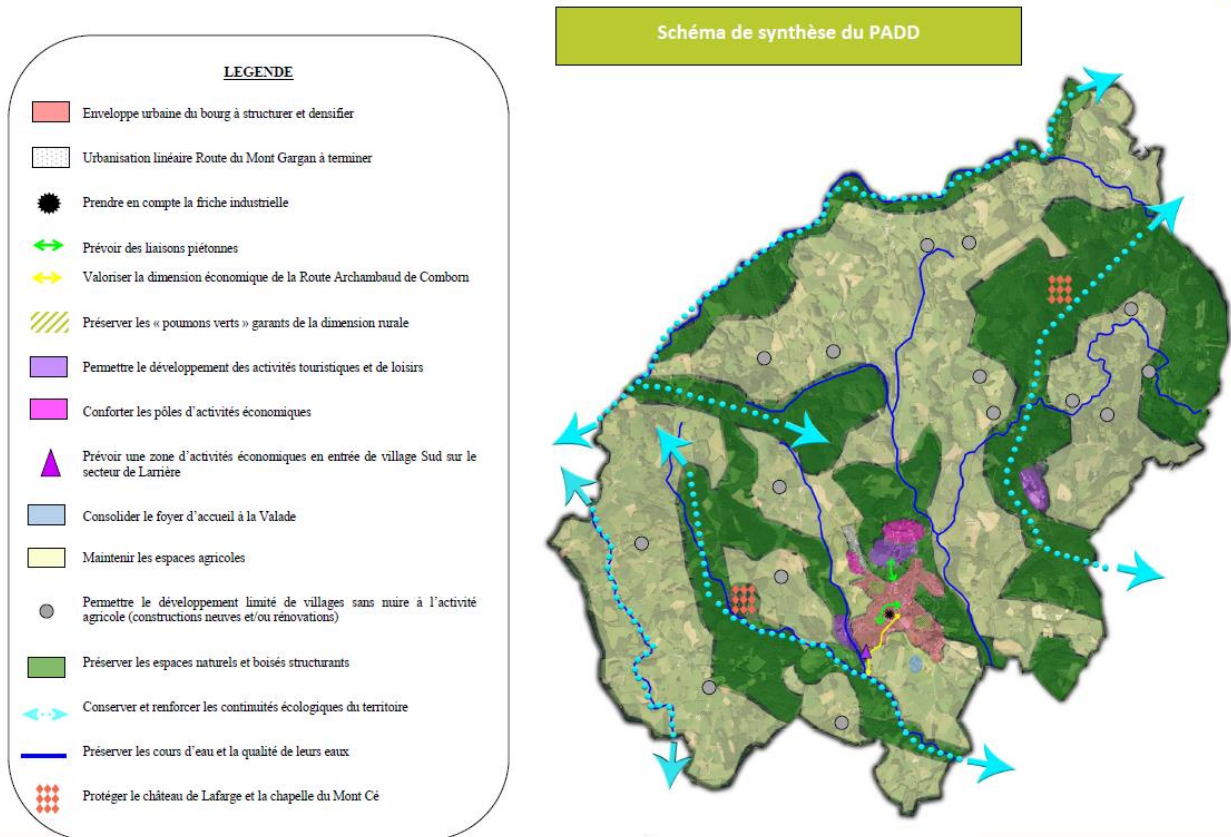 Schéma de synthèse du PADD
LEGENDE
Enveloppe urbaine du bourg à structurer et densifier
Urbanisation linéaire Route du Mont Gargan à terminer
Prendre en compte la friche industrielle
Prévoir des liaisons piétonnes
Valoriser la dimension économique de la Route Archambaud de Comborn
Préserver les « poumons verts » garants de la dimension rurale
Permettre le développement des activités touristiques et de loisirs
Conforter les pôles d’activités économiques
Prévoir une zone d’activités économiques en entrée de village Sud sur le
secteur de Larrière
Consolider le foyer d’accueil à la Valade
Maintenir les espaces agricoles
Permettre le développement limité de villages sans nuire à l’activité
agricole (constructions neuves et/ou rénovations)
Préserver les espaces naturels et boisés structurants
Conserver et renforcer les continuités écologiques du territoire
Préserver les cours d’eau et la qualité de leurs eaux
Protéger le château de Lafarge et la chapelle du Mont Cé